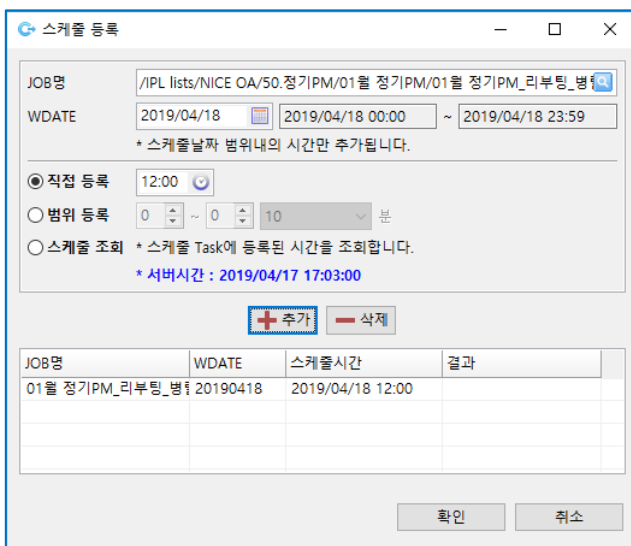 스케줄 등록
JOB명 /IPL lists/NICE OA/50.정기PM/01월 정기PM/01월 정기PM_리부팅_병
WDATE 2019/04/18 2019/04/18 00:00 ~ 2019/04/18 23:59
* 스케줄날짜 범위내의 시간만 추가됩니다.
직접 등록 12:00
범위 등록 0 ~ 0 10 분
스케줄 조회 * 스케줄 Task에 등록된 시간을 조회합니다.
* 서버시간 : 2019/04/17 17:03:00
추가 삭제
JOB명 WDATE 스케줄시간 결과
01월 정기PM_리부팅_병 20190418 2019/04/18 12:00
확인 취소